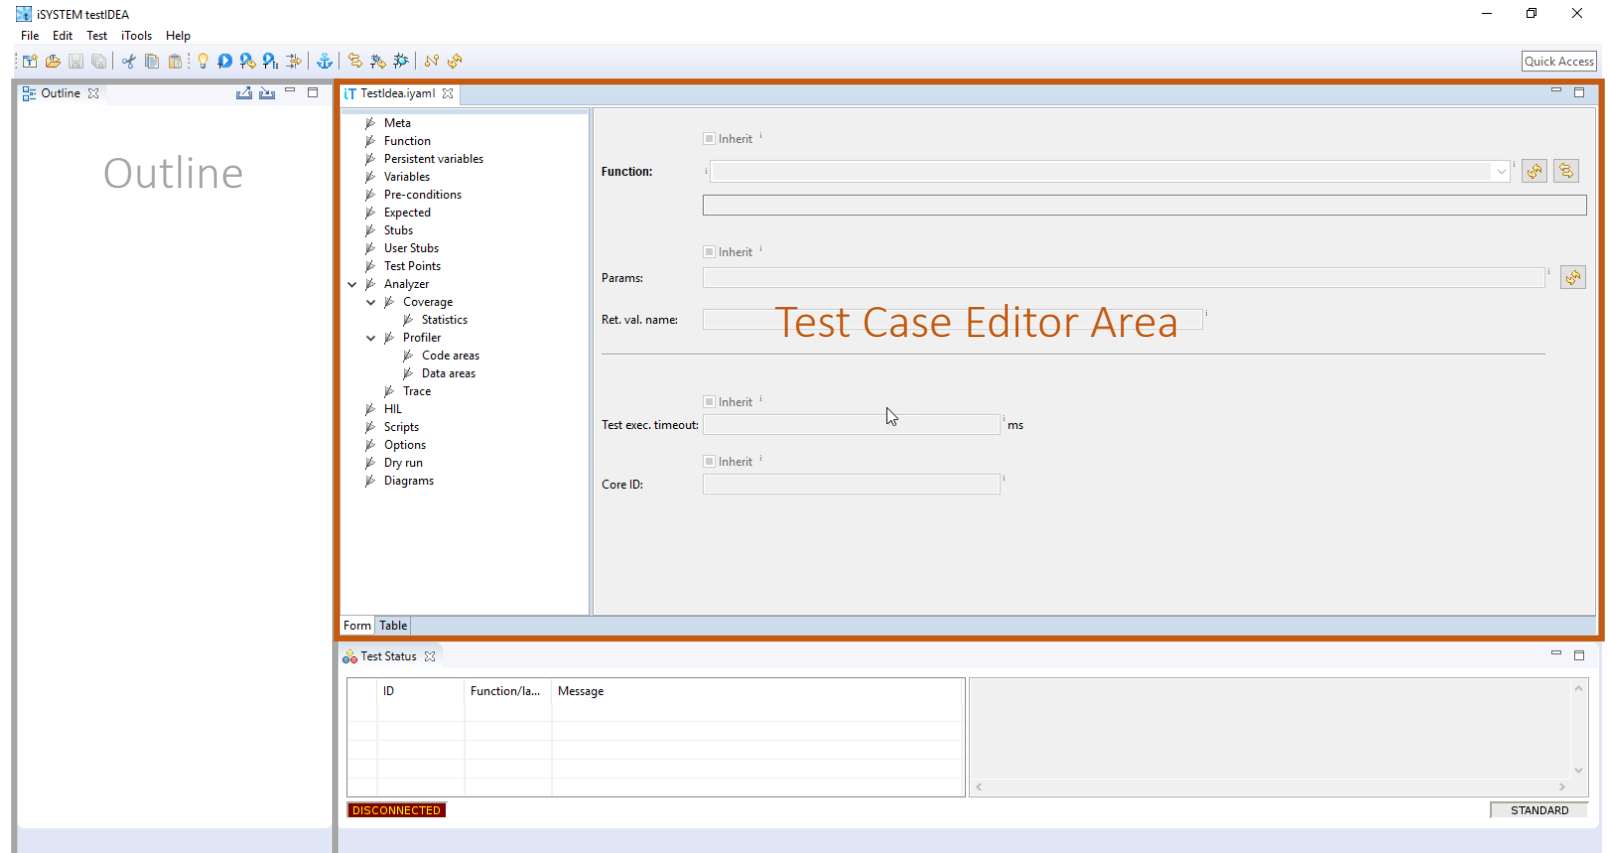 iSYSTEM testIDEA
File Edit Test iTools Help
Quick Access
Outline
Outline
iT TestIdea.iyaml
Meta
Function
Persistent variables
Variables
Pre-conditions
Expected
Stubs
User Stubs
Test Points
Analyzer
Coverage
Statistics
Profiler
Code areas
Data areas
Trace
HIL
Scripts
Options
Dry run
Diagrams
Inherit i
Function: i i
Inherit i
Params: i
Ret. val. name: i
Test Case Editor Area
Inherit i
Test exec. timeout: i ms
Inherit i
Core ID: i
Form Table
Test Status
ID Function/la... Message
DISCONNECTED
STANDARD